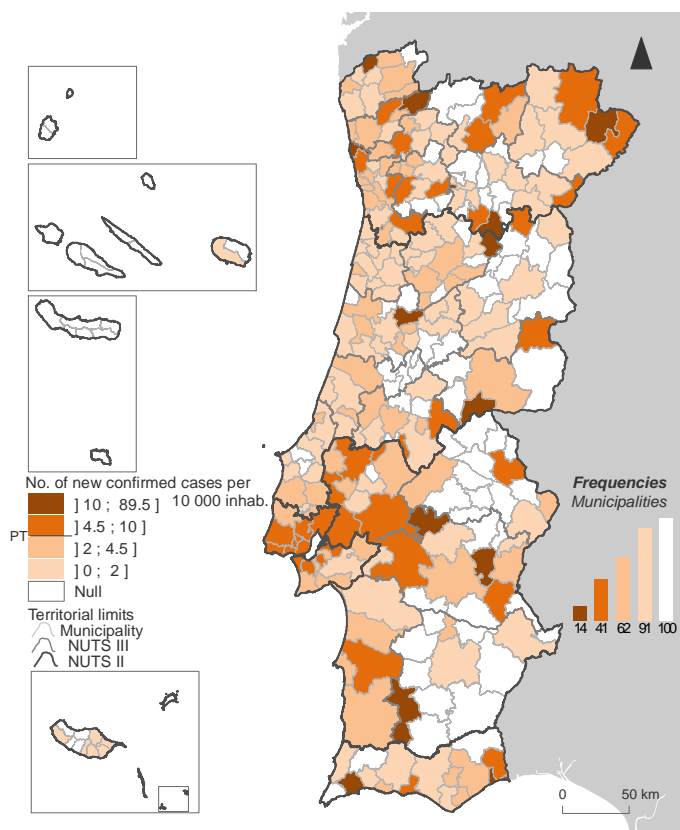 No. of new confirmed cases per
10 000 inhab.
] 10 ; 89.5 ]
] 4.5 ; 10 ]
PT
] 2 ; 4.5 ]
] 0 ; 2 ]
Null
Territorial limits
Municipality
NUTS III
NUTS II
Frequencies
Municipalities
14 41 62 91 100
0 50 km